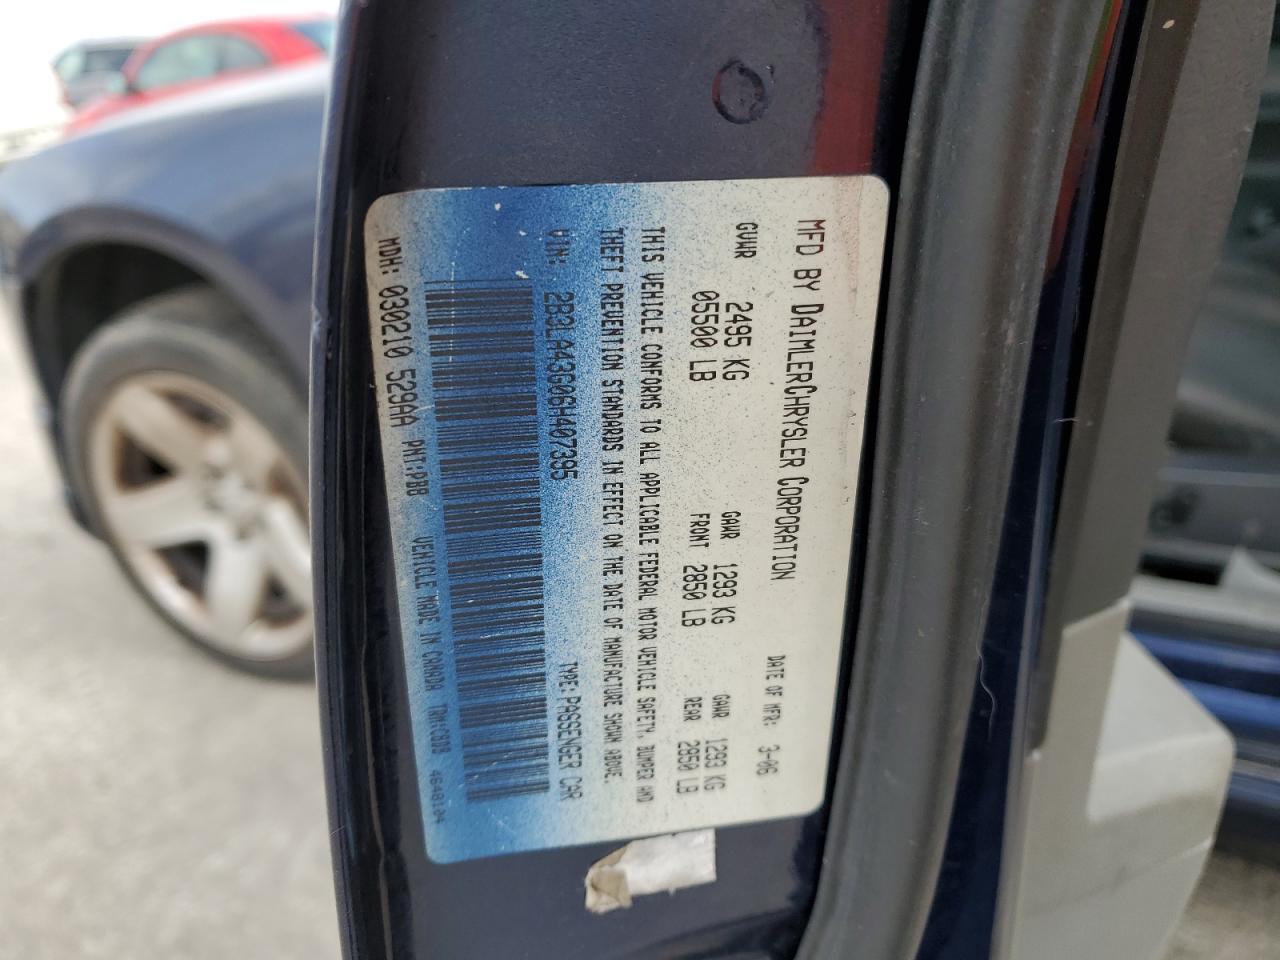 MFD BY DAIMLERCHRYSLER CORPORATION DATE OF MFR: 3-06
GVWR 2495 KG GAWR 1293 KG GAWR 1293 KG
05500 LB FRONT 2850 LB REAR 2850 LB
THIS VEHICLE CONFORMS TO ALL APPLICABLE FEDERAL MOTOR VEHICLE SAFETY, BUMPER AND
THEFT PREVENTION STANDARDS IN EFFECT ON THE DATE OF MANUFACTURE SHOWN ABOVE.
VIN: 2B3LA43G06H407395 TYPE: PASSENGER CAR
MDH: 030210 529AA PNT: PBB VEHICLE MADE IN CANADA TRM: C8DB 4648104